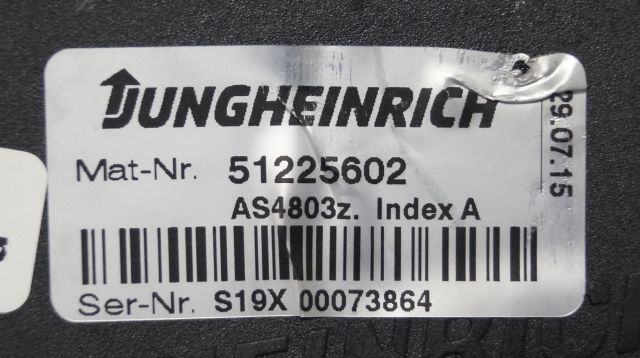 JUNGHEINRICH
Mat-Nr. 51225602
AS4803z. Index A
Ser-Nr. S19X 00073864
29.07.15